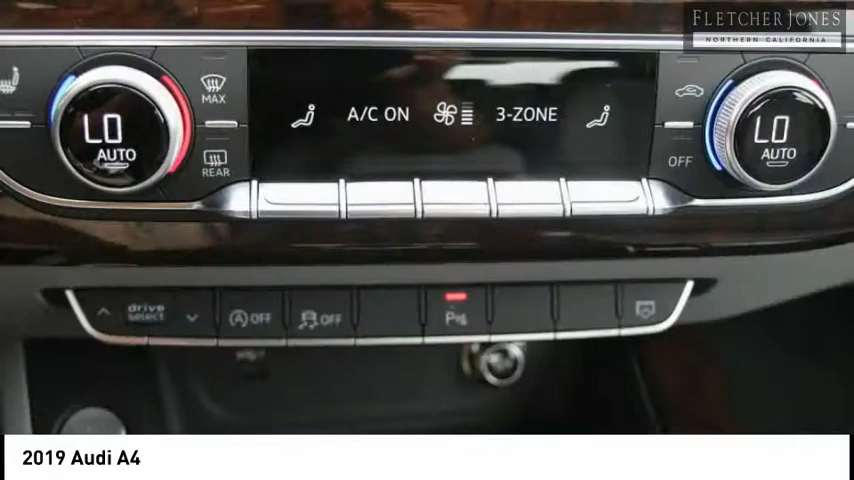 FLETCHER JONES
NORTHERN CALIFORNIA
LO
AUTO
MAX
REAR
A/C ON
3-ZONE
OFF
LO
AUTO
drive
select
A OFF
OFF
P
2019 Audi A4